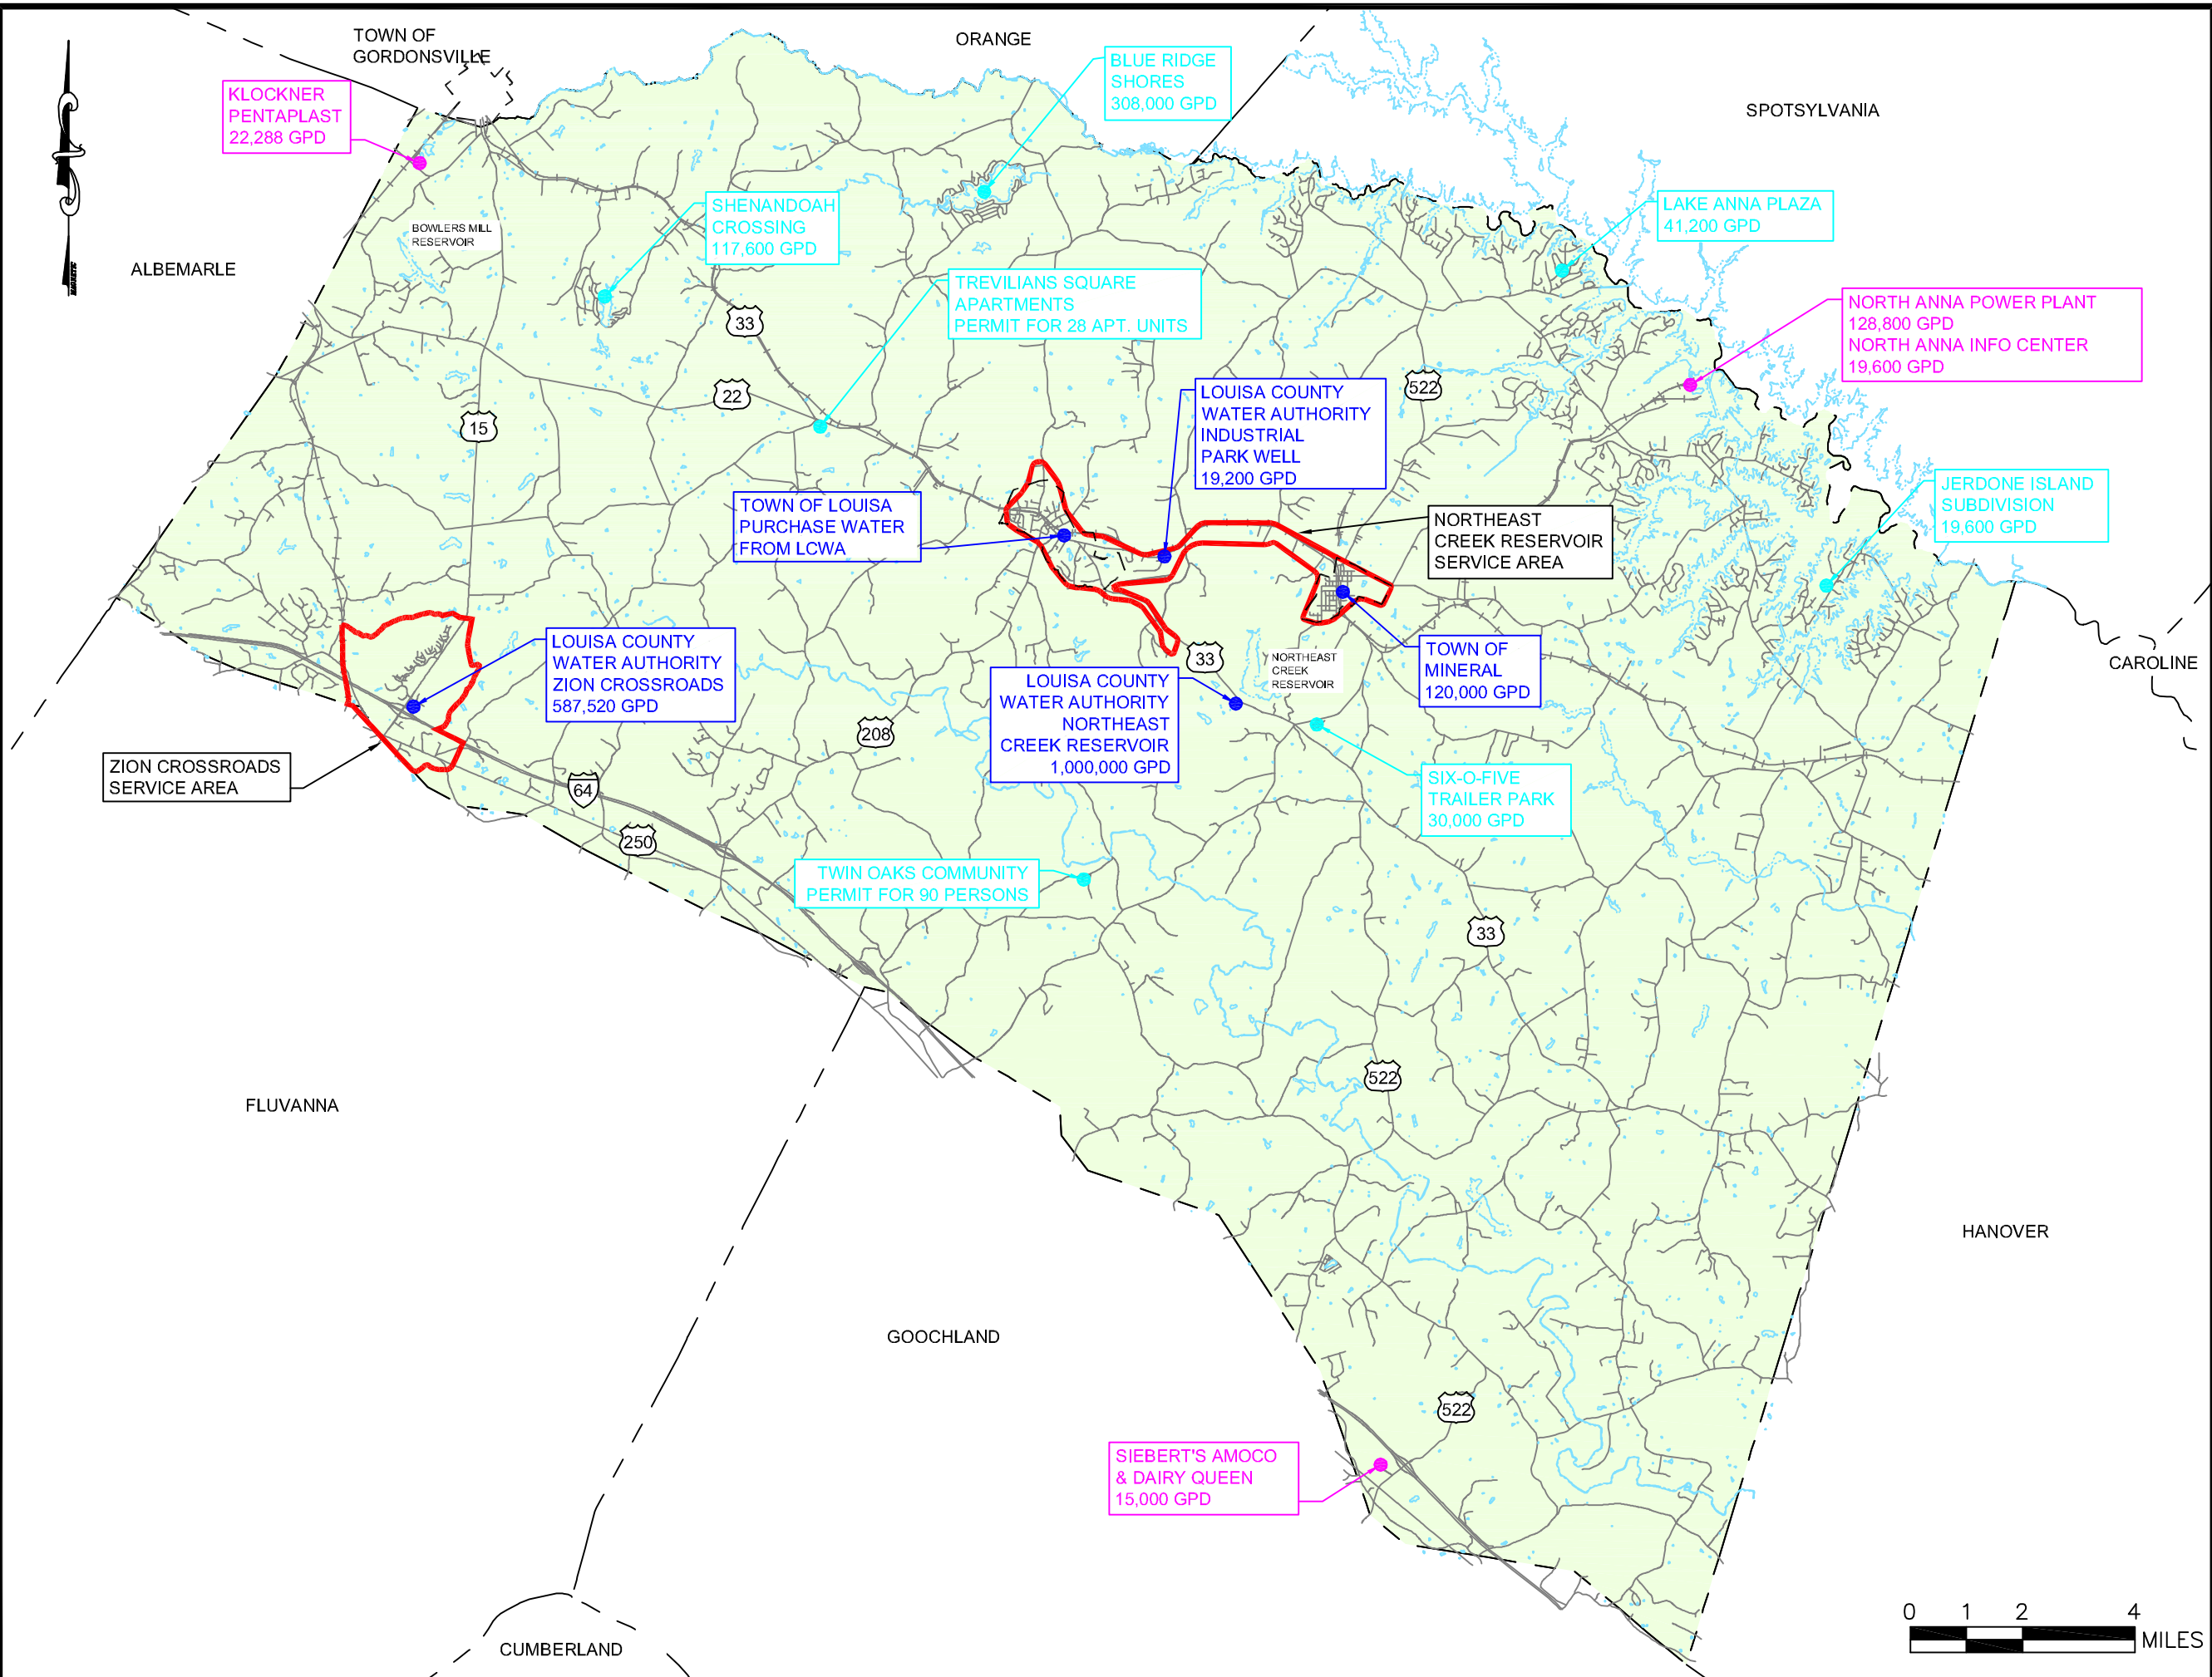 TOWN OF
GORDONSVILLE
ORANGE
SPOTSYLVANIA
ALBEMARLE
KLOCKNER
PENTAPLAST
22,288 GPD
BLUE RIDGE
SHORES
308,000 GPD
BOWLERS MILL
RESERVOIR
SHENANDOAH
CROSSING
117,600 GPD
LAKE ANNA PLAZA
41,200 GPD
TREVILIANS SQUARE
APARTMENTS
PERMIT FOR 28 APT. UNITS
NORTH ANNA POWER PLANT
128,800 GPD
NORTH ANNA INFO CENTER
19,600 GPD
33
22
15
522
LOUISA COUNTY
WATER AUTHORITY
INDUSTRIAL
PARK WELL
19,200 GPD
TOWN OF LOUISA
PURCHASE WATER
FROM LCWA
NORTHEAST
CREEK RESERVOIR
SERVICE AREA
JERDONE ISLAND
SUBDIVISION
19,600 GPD
LOUISA COUNTY
WATER AUTHORITY
ZION CROSSROADS
587,520 GPD
33
NORTHEAST
CREEK
RESERVOIR
TOWN OF
MINERAL
120,000 GPD
CAROLINE
LOUISA COUNTY
WATER AUTHORITY
NORTHEAST
CREEK RESERVOIR
1,000,000 GPD
208
ZION CROSSROADS
SERVICE AREA
64
250
SIX-O-FIVE
TRAILER PARK
30,000 GPD
TWIN OAKS COMMUNITY
PERMIT FOR 90 PERSONS
33
522
FLUVANNA
HANOVER
GOOCHLAND
522
SIEBERT'S AMOCO
& DAIRY QUEEN
15,000 GPD
CUMBERLAND
0 1 2 4
MILES